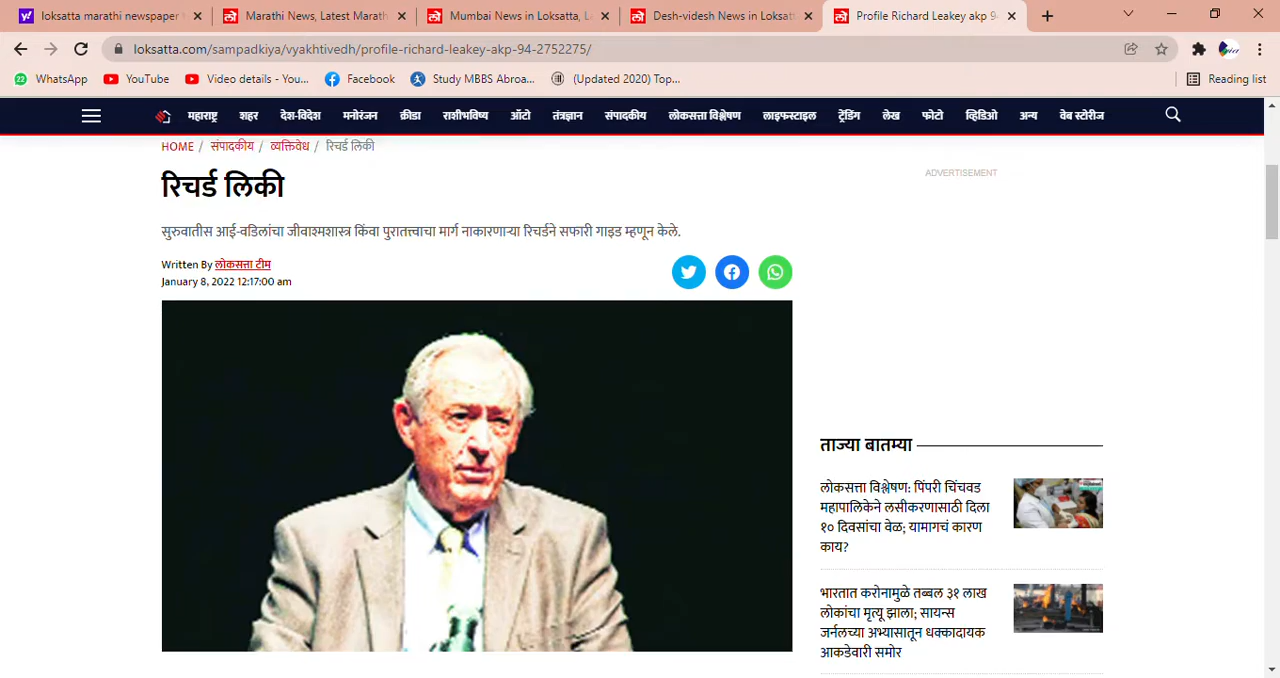 loksatta marathi newspaper
Marathi News, Latest Marath
Mumbai News in Loksatta, L
Desh-videsh News in Loksatt
Profile Richard Leakey akp 9
loksatta.com/sampadkiya/vyakhtivedh/profile-richard-leakey-akp-94-2752275/
22 WhatsApp
YouTube
Video details - You...
Facebook
Study MBBS Abroa...
(Updated 2020) Top...
Reading list
महाराष्ट्र
शहर
देश-विदेश
मनोरंजन
क्रीडा
राशीभविष्य
ऑटो
तंत्रज्ञान
संपादकीय
लोकसत्ता विश्लेषण
लाइफस्टाइल
ट्रेंडिंग
लेख
फोटो
व्हिडिओ
अन्य
वेब स्टोरीज
HOME / संपादकीय / व्यक्तिवेध / रिचर्ड लिकी
रिचर्ड लिकी
सुरुवातीस आई-वडिलांचा जीवाश्मशास्त्र किंवा पुरातत्त्वाचा मार्ग नाकारणाऱ्या रिचर्डने सफारी गाइड म्हणून केले.
Written By लोकसत्ता टीम
January 8, 2022 12:17:00 am
ADVERTISEMENT
ताज्या बातम्या
लोकसत्ता विश्लेषण: पिंपरी चिंचवड
महापालिकेने लसीकरणासाठी दिला
१० दिवसांचा वेळ; यामागचं कारण
काय?
भारतात करोनामुळे तब्बल ३१ लाख
लोकांचा मृत्यू झाला; सायन्स
जर्नलच्या अभ्यासातून धक्कादायक
आकडेवारी समोर